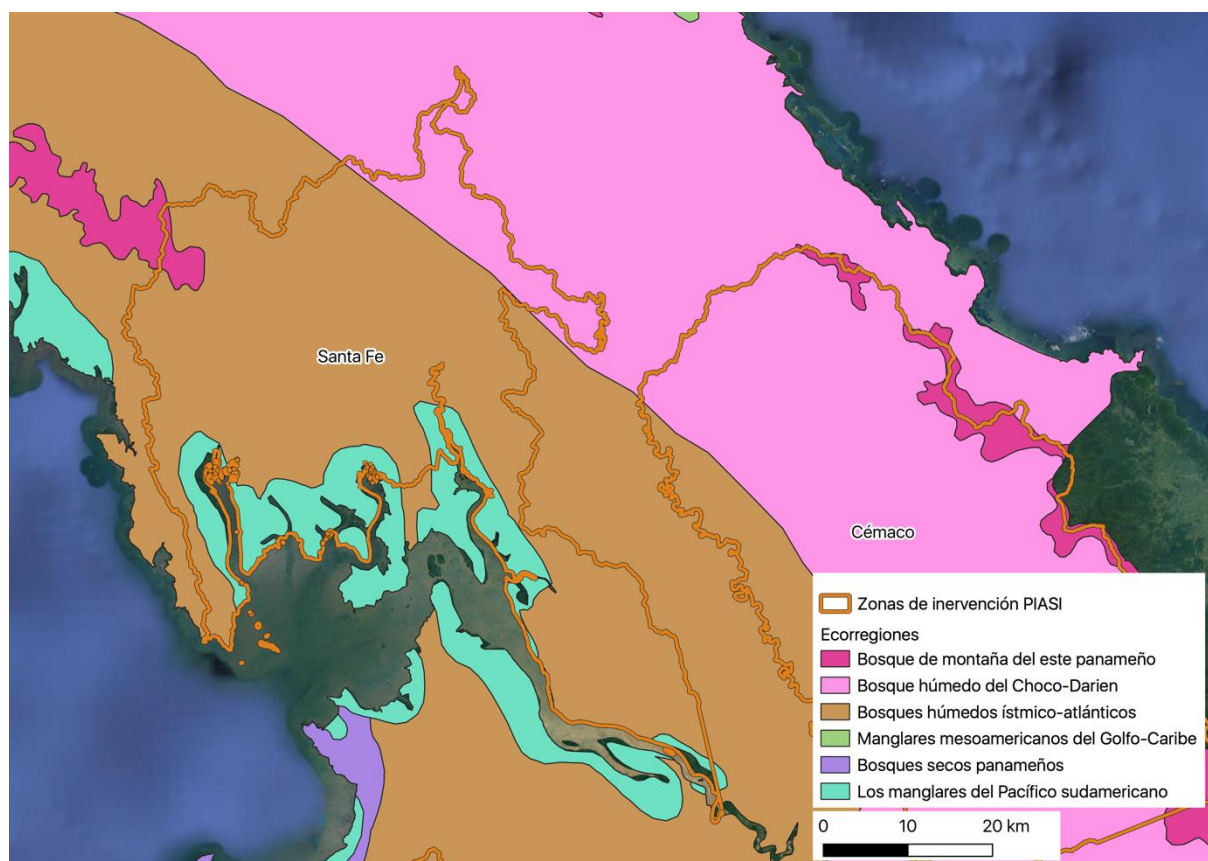 Santa Fe
Cémaco
Zonas de inervención PIASI
Ecorregiones
Bosque de montaña del este panameño
Bosque húmedo del Choco-Darien
Bosques húmedos ístmico-atlánticos
Manglares mesoamericanos del Golfo-Caribe
Bosques secos panameños
Los manglares del Pacífico sudamericano
0 10 20 km